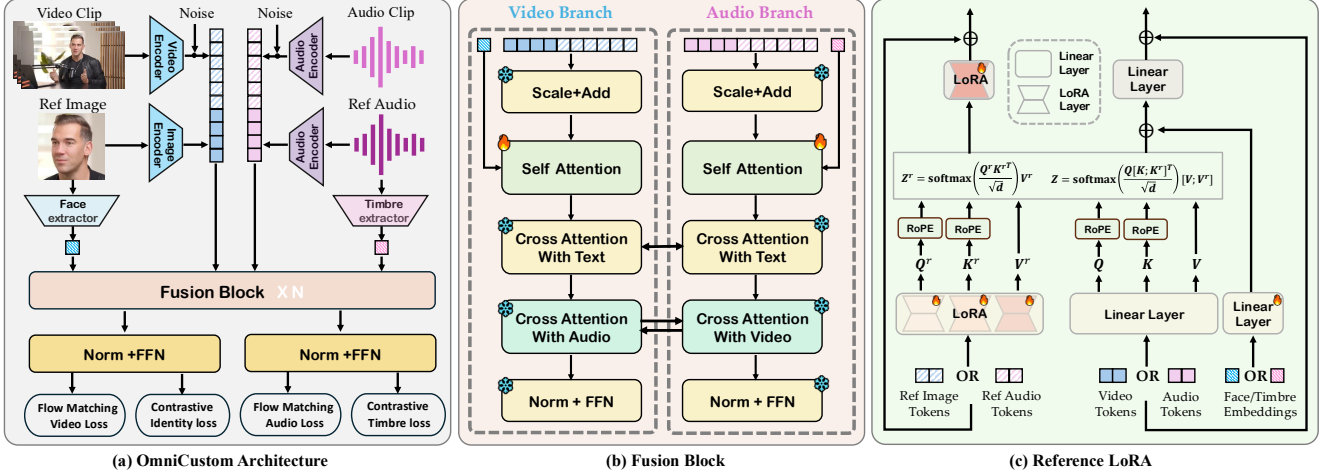 Video Clip
Noise
Noise
Audio Clip
Video
Encoder
Audio
Encoder
Ref Image
Ref Audio
Image
Encoder
Audio
Encoder
Face
extractor
Timbre
extractor
Fusion Block X N
Norm +FFN
Norm +FFN
Flow Matching
Video Loss
Contrastive
Identity loss
Flow Matching
Audio Loss
Contrastive
Timbre loss
(a) OmniCustom Architecture
Video Branch
Audio Branch
Scale+Add
Scale+Add
Self Attention
Self Attention
Cross Attention
With Text
Cross Attention
With Text
Cross Attention
With Audio
Cross Attention
With Video
Norm + FFN
Norm + FFN
(b) Fusion Block
LoRA
Linear
Layer
LoRA
Layer
Linear
Layer
Z^r = softmax(Q^r K^{rT} / √d) V^r
Z = softmax(Q[K; K^r]^T / √d) [V; V^r]
RoPE
RoPE
RoPE
RoPE
Q^r
K^r
V^r
Q
K
V
LoRA
Linear Layer
Linear
Layer
OR
OR
OR
Ref Image
Tokens
Ref Audio
Tokens
Video
Tokens
Audio
Tokens
Face/Timbre
Embeddings
(c) Reference LoRA